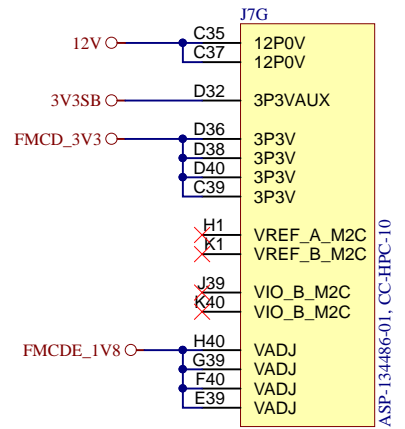 J7G
12V C35 12P0V
C37 12P0V
3V3SB D32 3P3VAUX
FMCD_3V3 D36 3P3V
D38 3P3V
D40 3P3V
C39 3P3V
H1 VREF_A_M2C
K1 VREF_B_M2C
J39 VIO_B_M2C
K40 VIO_B_M2C
FMCDE_1V8 H40 VADJ
G39 VADJ
F40 VADJ
E39 VADJ
ASP-134486-01, CC-HPC-10